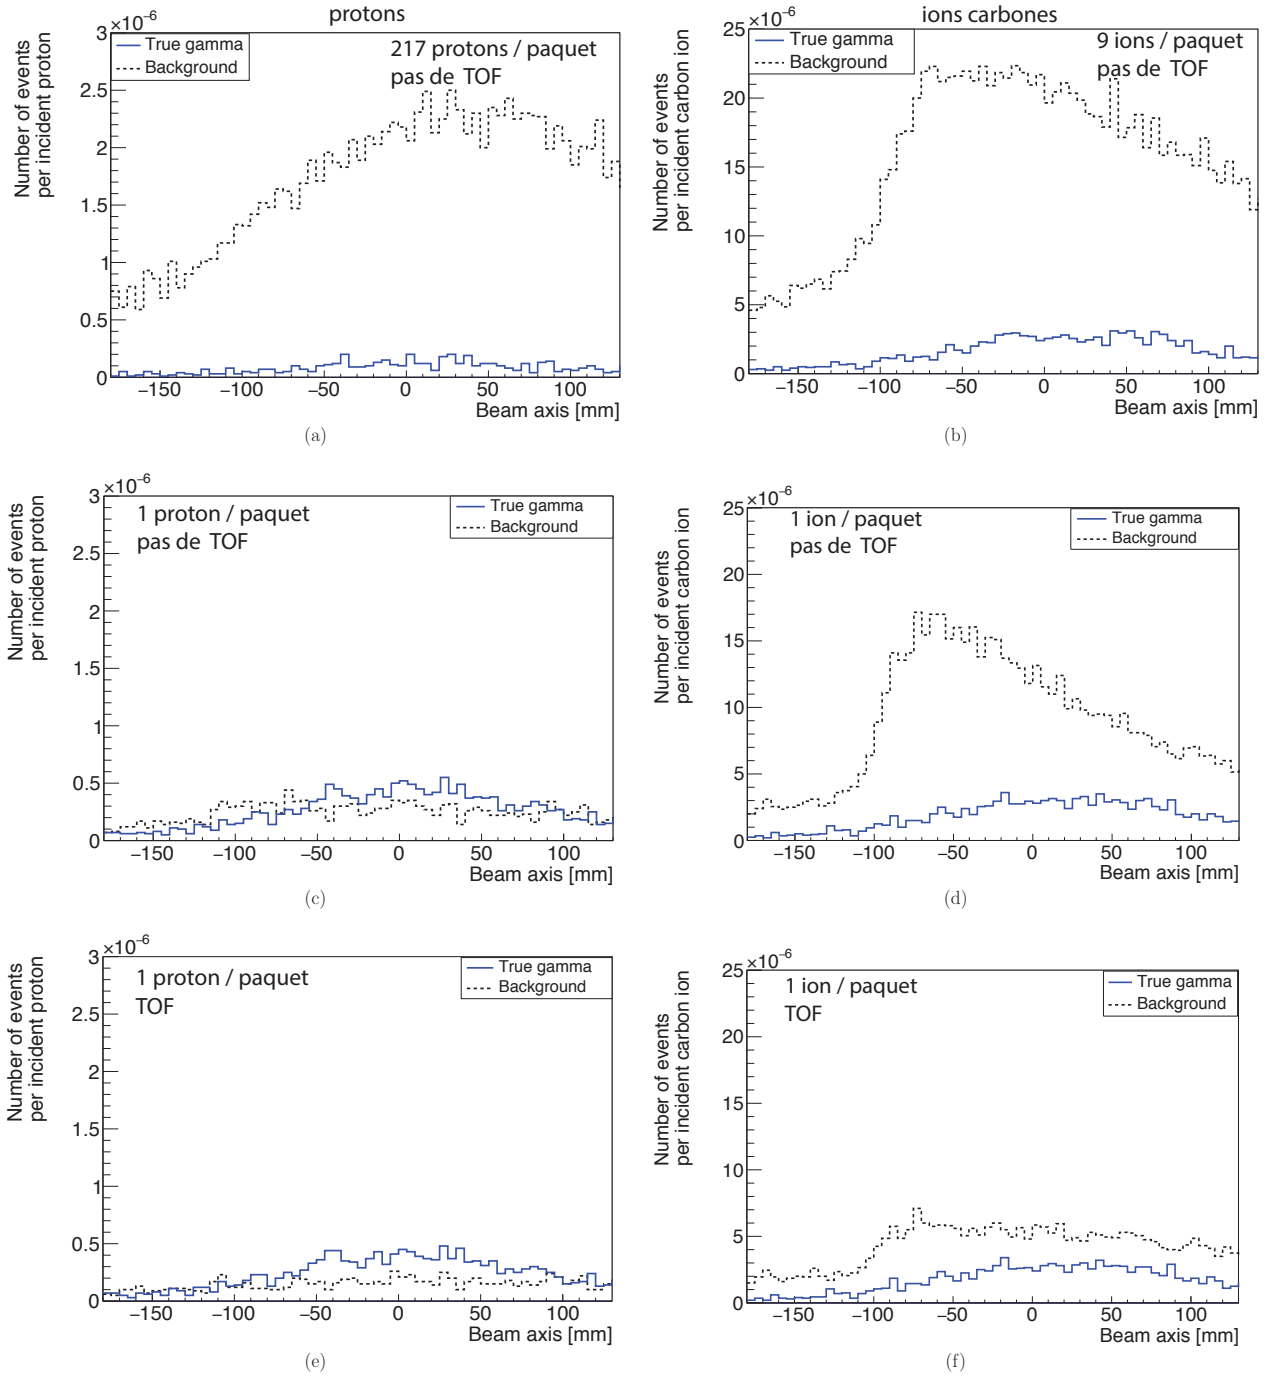 protons
×10⁻⁶
True gamma
Background
217 protons / paquet
pas de TOF
Number of events
per incident proton
3
2.5
2
1.5
1
0.5
0
−150 −100 −50 0 50 100
Beam axis [mm]
(a)
ions carbones
×10⁻⁶
True gamma
Background
9 ions / paquet
pas de TOF
Number of events
per incident carbon ion
25
20
15
10
5
0
−150 −100 −50 0 50 100
Beam axis [mm]
(b)
×10⁻⁶
1 proton / paquet
pas de TOF
True gamma
Background
Number of events
per incident proton
3
2.5
2
1.5
1
0.5
0
−150 −100 −50 0 50 100
Beam axis [mm]
(c)
×10⁻⁶
1 ion / paquet
pas de TOF
True gamma
Background
Number of events
per incident carbon ion
25
20
15
10
5
0
−150 −100 −50 0 50 100
Beam axis [mm]
(d)
×10⁻⁶
1 proton / paquet
TOF
True gamma
Background
Number of events
per incident proton
3
2.5
2
1.5
1
0.5
0
−150 −100 −50 0 50 100
Beam axis [mm]
(e)
×10⁻⁶
1 ion / paquet
TOF
True gamma
Background
Number of events
per incident carbon ion
25
20
15
10
5
0
−150 −100 −50 0 50 100
Beam axis [mm]
(f)